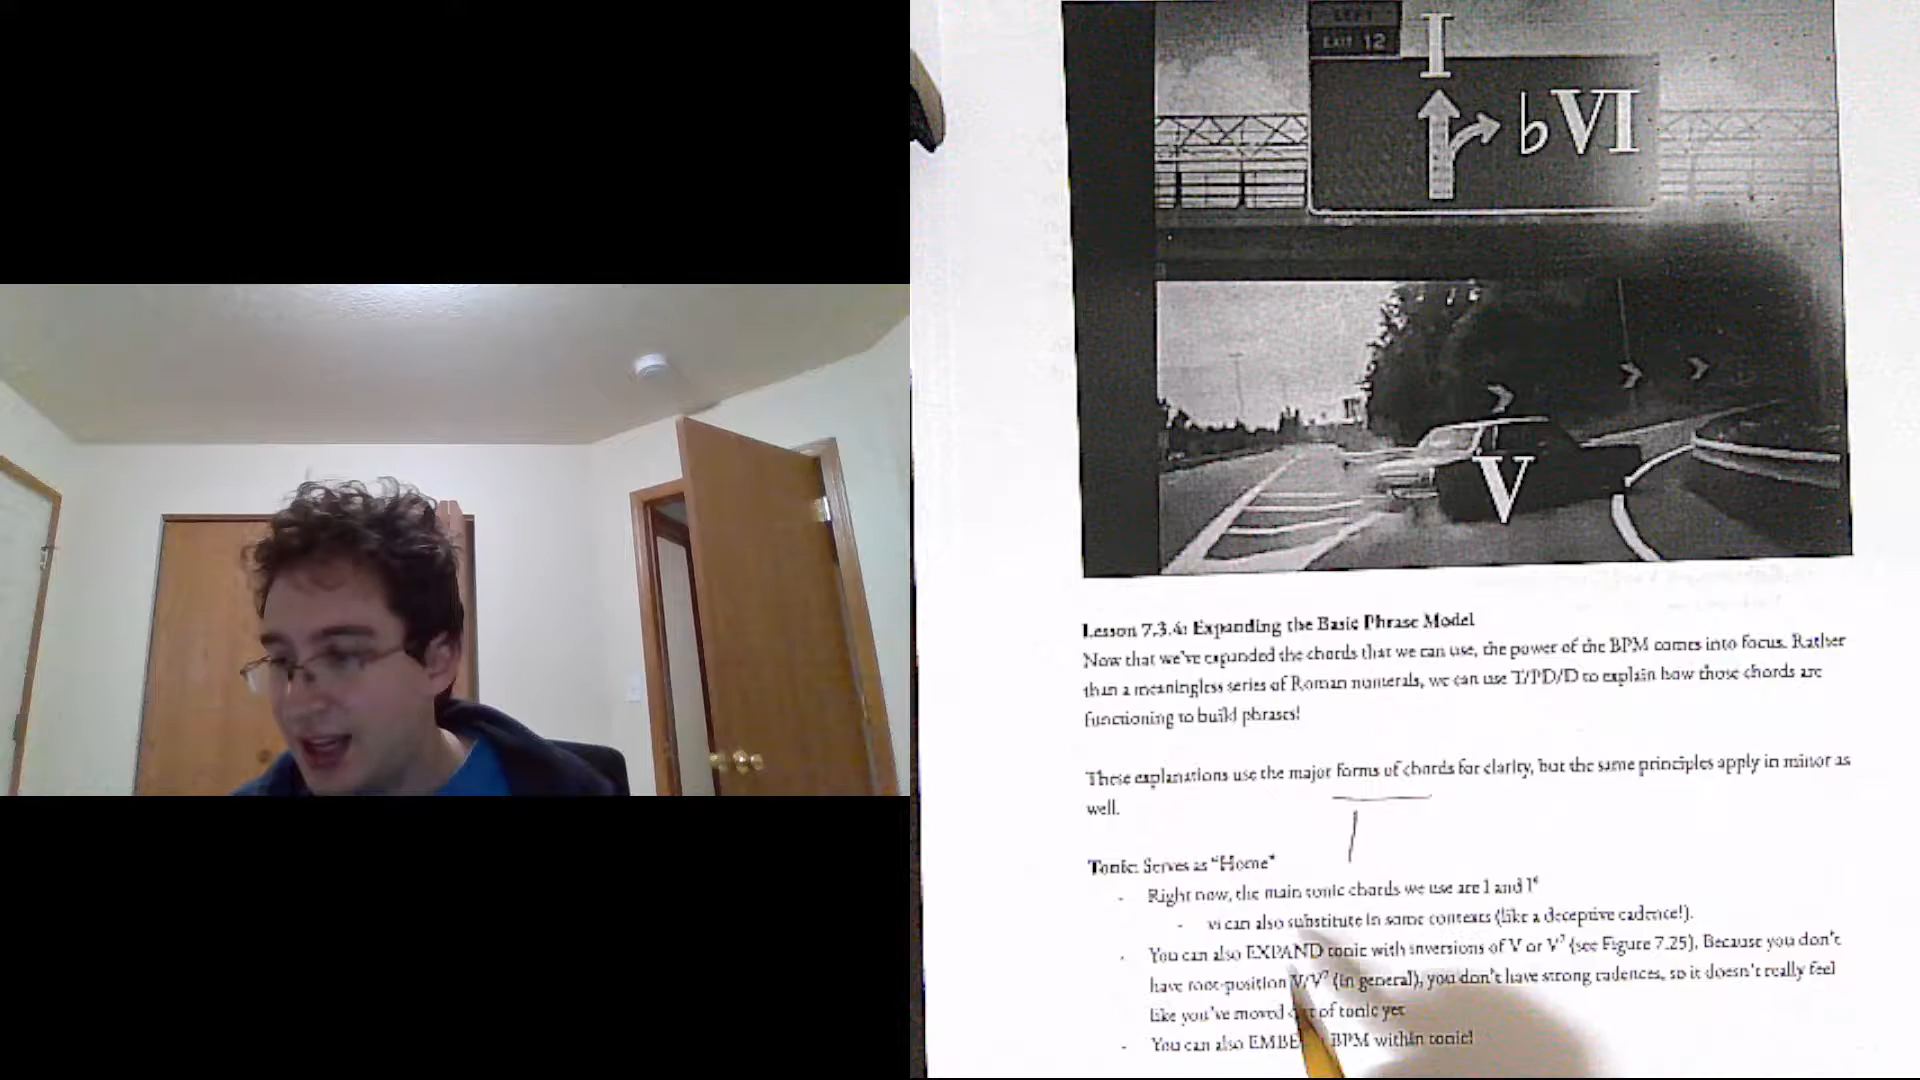 LEFT
EXIT 12
I
♭VI
V
Lesson 7.3.4: Expanding the Basic Phrase Model
Now that we've expanded the chords that we can use, the power of the BPM comes into focus. Rather
than a meaningless series of Roman numerals, we can use T/PD/D to explain how those chords are
functioning to build phrases!
These explanations use the major forms of chords for clarity, but the same principles apply in minor as
well.
Tonic: Serves as "Home"
- Right now, the main tonic chords we use are I and I⁶
- vi can also substitute in some contexts (like a deceptive cadence!).
- You can also EXPAND tonic with inversions of V or V⁷ (see Figure 7.25). Because you don't
have root-position V/V⁷ (in general), you don't have strong cadences, so it doesn't really feel
like you've moved of tonic yet
- You can also BPM within tonic!